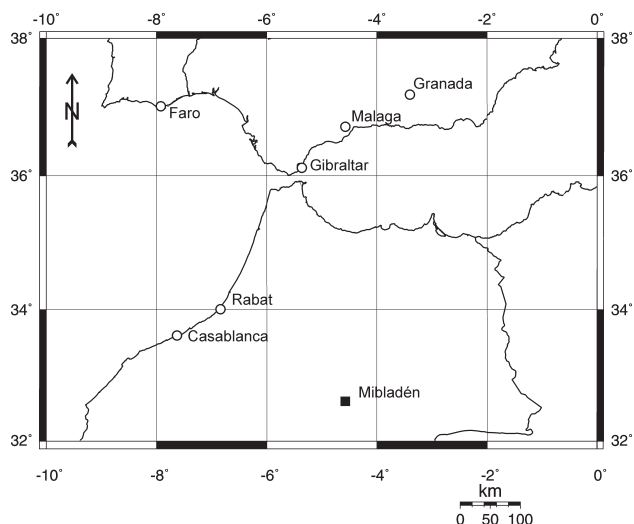 -10˚ -8˚ -6˚ -4˚ -2˚ 0˚
38˚ 38˚
Granada
N
Faro
Malaga
Gibraltar
36˚ 36˚
Rabat
34˚ 34˚
Casablanca
Mibladén
32˚ 32˚
-10˚ -8˚ -6˚ -4˚ -2˚ 0˚
km
0 50 100